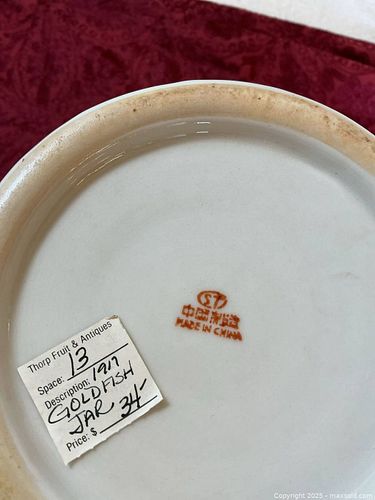 ST
中国制造
MADE IN CHINA
Thorp Fruit & Antiques
Space: 13
Description: 1917
GOLDFISH
JAR
Price: $ 34-
Copyright 2025 - maxsold.com